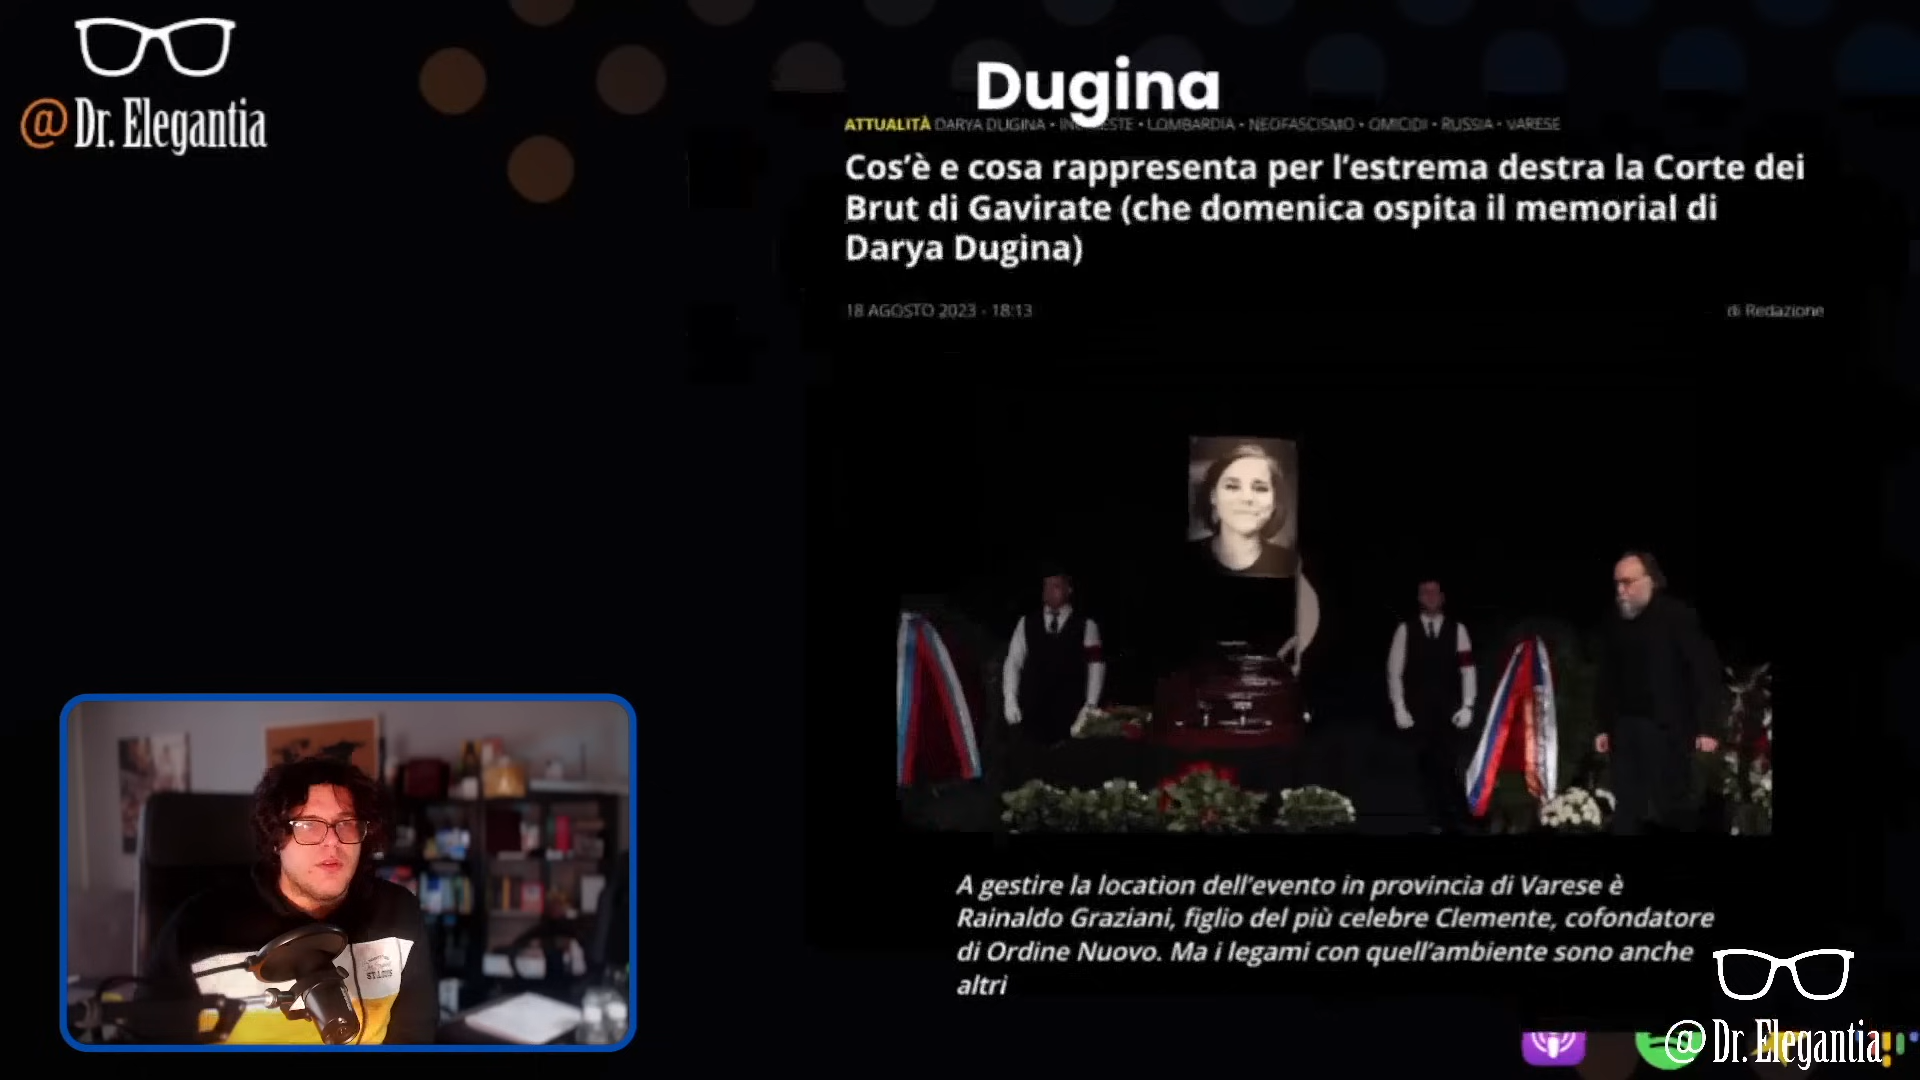 @ Dr. Elegantia
Dugina
ATTUALITÀ DARYA DUGINA • INCHIESTE • LOMBARDIA • NEOFASCISMO • OMICIDI • RUSSIA • VARESE
Cos'è e cosa rappresenta per l'estrema destra la Corte dei
Brut di Gavirate (che domenica ospita il memorial di
Darya Dugina)
18 AGOSTO 2023 - 18:13
di Redazione
ST.LOUIS
A gestire la location dell'evento in provincia di Varese è
Rainaldo Graziani, figlio del più celebre Clemente, cofondatore
di Ordine Nuovo. Ma i legami con quell'ambiente sono anche
altri
@ Dr. Elegantia